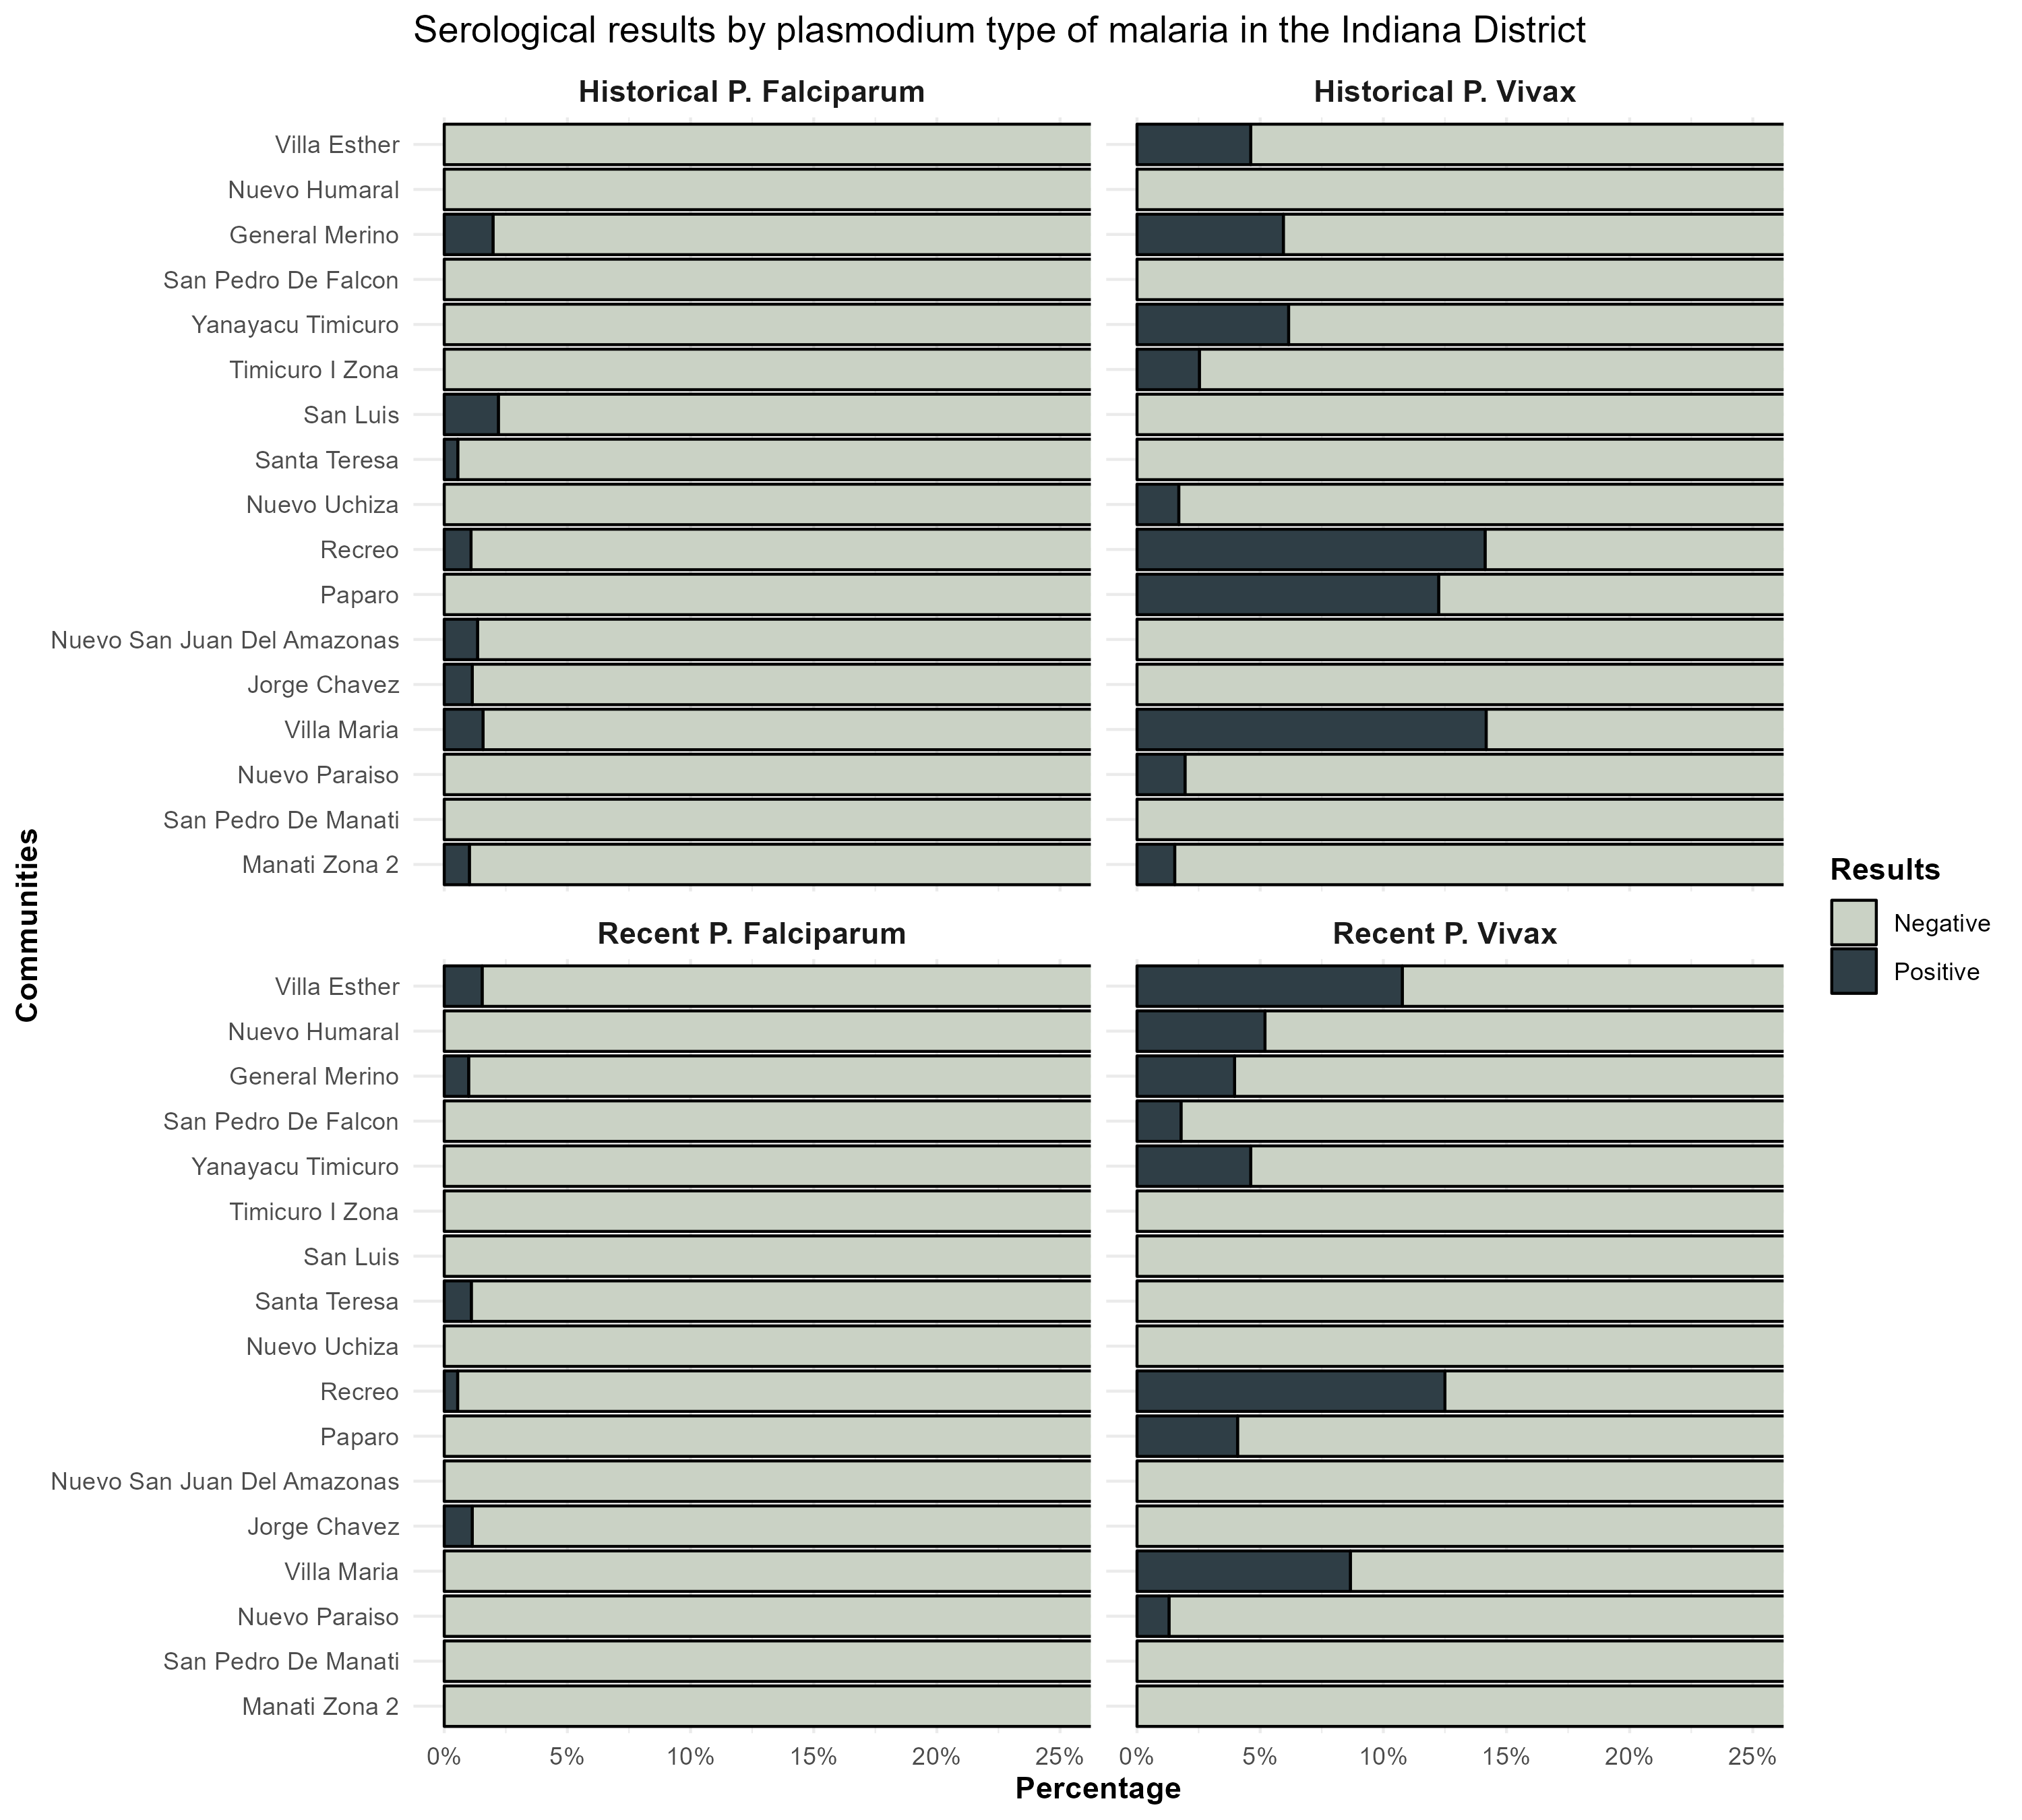 Serological results by plasmodium type of malaria in the Indiana District
Historical P. Falciparum
Historical P. Vivax
Villa Esther
Nuevo Humaral
General Merino
San Pedro De Falcon
Yanayacu Timicuro
Timicuro I Zona
San Luis
Santa Teresa
Nuevo Uchiza
Recreo
Paparo
Nuevo San Juan Del Amazonas
Jorge Chavez
Villa Maria
Nuevo Paraiso
San Pedro De Manati
Manati Zona 2
Communities
Recent P. Falciparum
Recent P. Vivax
Villa Esther
Nuevo Humaral
General Merino
San Pedro De Falcon
Yanayacu Timicuro
Timicuro I Zona
San Luis
Santa Teresa
Nuevo Uchiza
Recreo
Paparo
Nuevo San Juan Del Amazonas
Jorge Chavez
Villa Maria
Nuevo Paraiso
San Pedro De Manati
Manati Zona 2
0% 5% 10% 15% 20% 25% 0% 5% 10% 15% 20% 25%
Percentage
Results
Negative
Positive